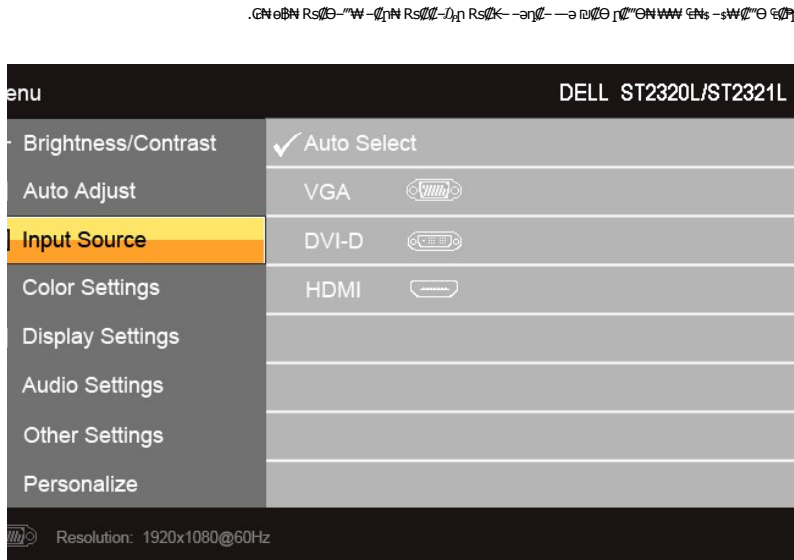 enu
DELL ST2320L/ST2321L
Brightness/Contrast
Auto Select
Auto Adjust
VGA
Input Source
DVI-D
Color Settings
HDMI
Display Settings
Audio Settings
Other Settings
Personalize
Resolution: 1920x1080@60Hz